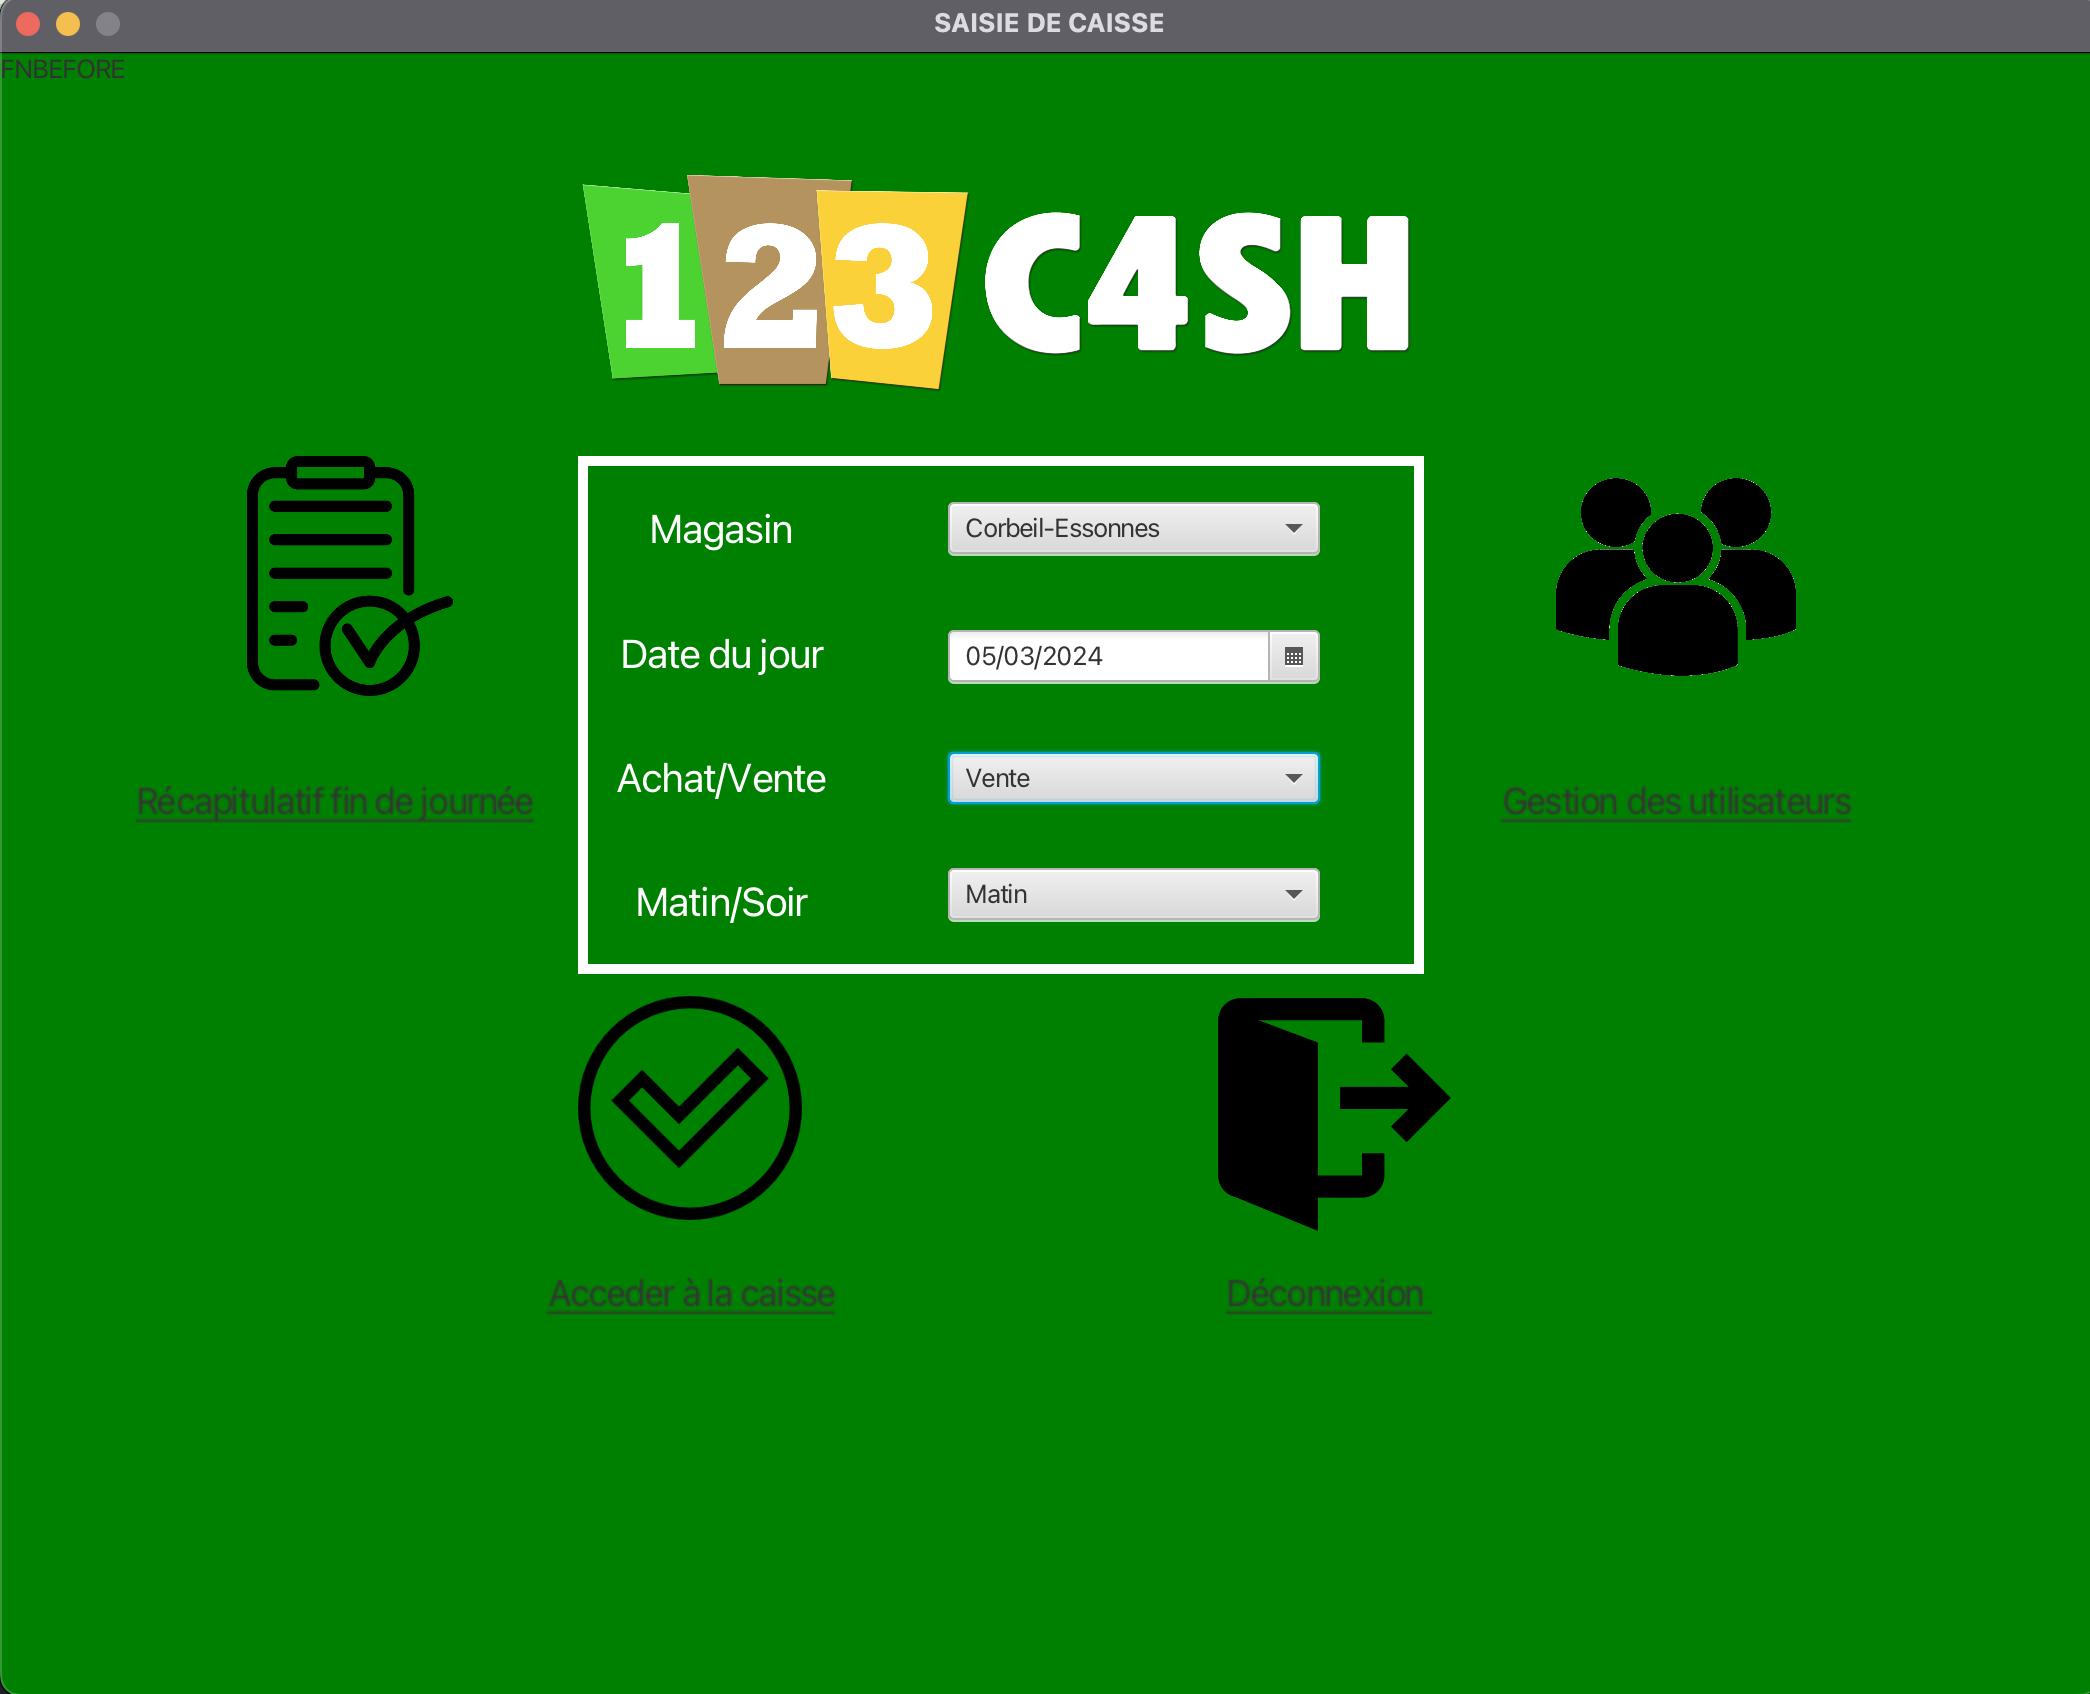 SAISIE DE CAISSE
FNBEFORE
123 C4SH
Magasin
Corbeil-Essonnes
Date du jour
05/03/2024
Achat/Vente
Vente
Matin/Soir
Matin
Récapitulatif fin de journée
Gestion des utilisateurs
Acceder à la caisse
Déconnexion